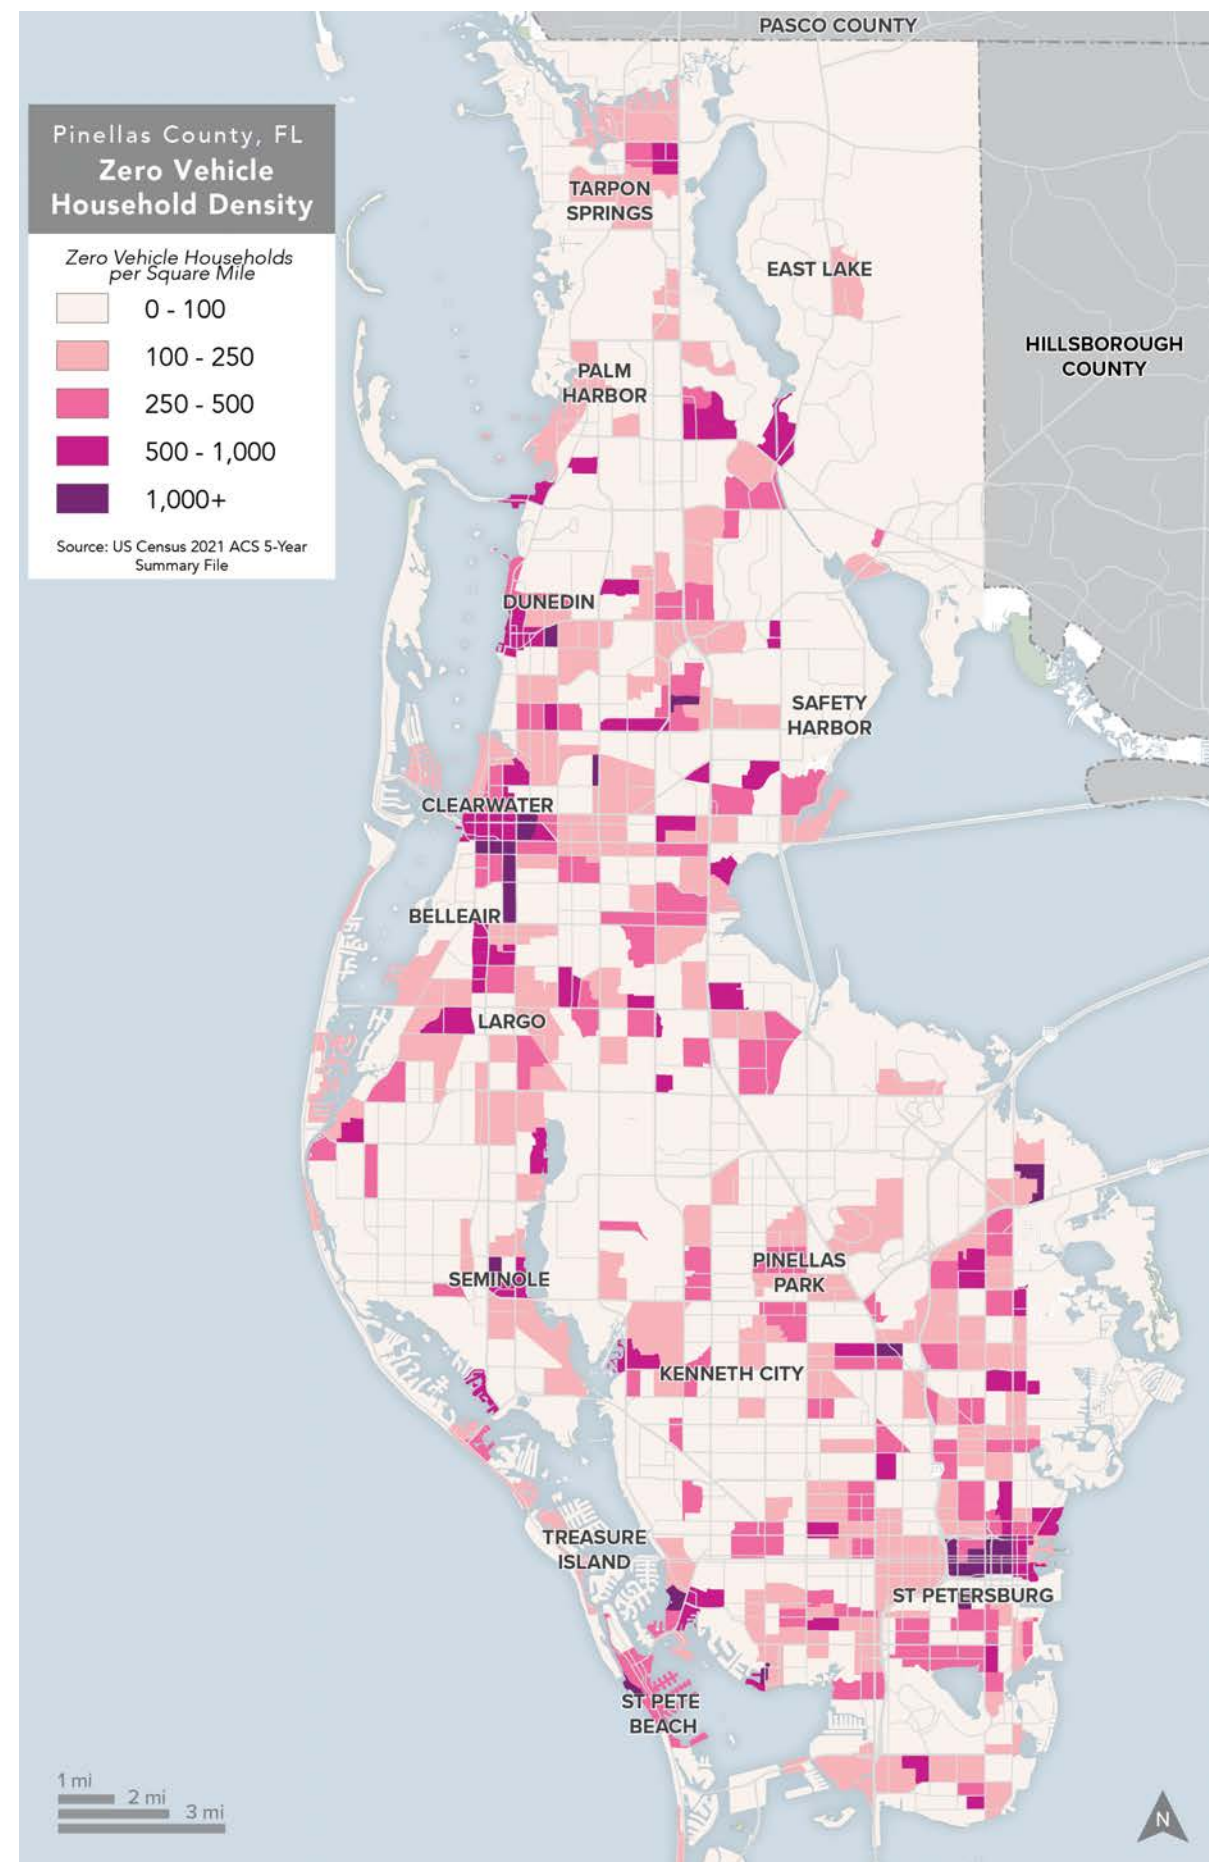 PASCO COUNTY
Pinellas County, FL
Zero Vehicle
Household Density
Zero Vehicle Households
per Square Mile
0 - 100
100 - 250
250 - 500
500 - 1,000
1,000+
Source: US Census 2021 ACS 5-Year
Summary File
TARPON
SPRINGS
EAST LAKE
HILLSBOROUGH
COUNTY
PALM
HARBOR
DUNEDIN
SAFETY
HARBOR
CLEARWATER
BELLEAIR
LARGO
SEMINOLE
PINELLAS
PARK
KENNETH CITY
TREASURE
ISLAND
ST PETERSBURG
ST PETE
BEACH
1 mi
2 mi
3 mi
N